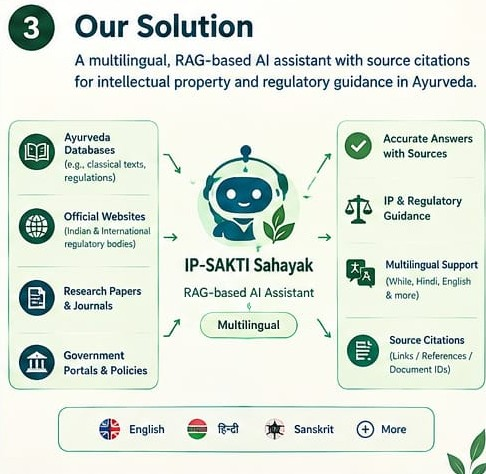 3 Our Solution
A multilingual, RAG-based AI assistant with source citations
for intellectual property and regulatory guidance in Ayurveda.
Ayurveda
Databases
(e.g., classical texts,
regulations)
Official Websites
(Indian & International
regulatory bodies)
Research Papers
& Journals
Government
Portals & Policies
IP-SAKTI Sahayak
RAG-based AI Assistant
Multilingual
Accurate Answers
with Sources
IP & Regulatory
Guidance
Multilingual Support
(While, Hindi, English
& more)
Source Citations
(Links / References /
Document IDs)
English हिन्दी Sanskrit More